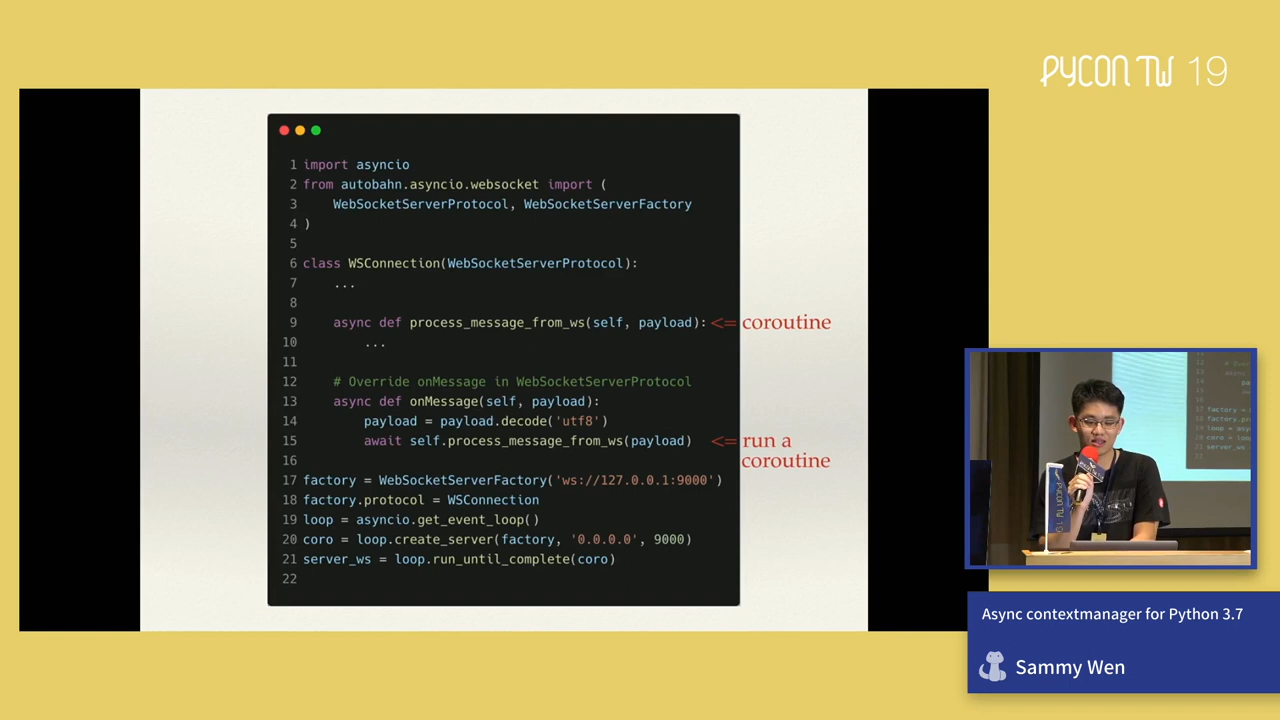 PYCON TW 19
1 import asyncio
2 from autobahn.asyncio.websocket import (
3     WebSocketServerProtocol, WebSocketServerFactory
4 )
5
6 class WSConnection(WebSocketServerProtocol):
7     ...
8
9     async def process_message_from_ws(self, payload): <= coroutine
10         ...
11
12     # Override onMessage in WebSocketServerProtocol
13     async def onMessage(self, payload):
14         payload = payload.decode('utf8')
15         await self.process_message_from_ws(payload) <= run a
coroutine
16
17 factory = WebSocketServerFactory('ws://127.0.0.1:9000')
18 factory.protocol = WSConnection
19 loop = asyncio.get_event_loop()
20 coro = loop.create_server(factory, '0.0.0.0', 9000)
21 server_ws = loop.run_until_complete(coro)
22
Async contextmanager for Python 3.7
Sammy Wen